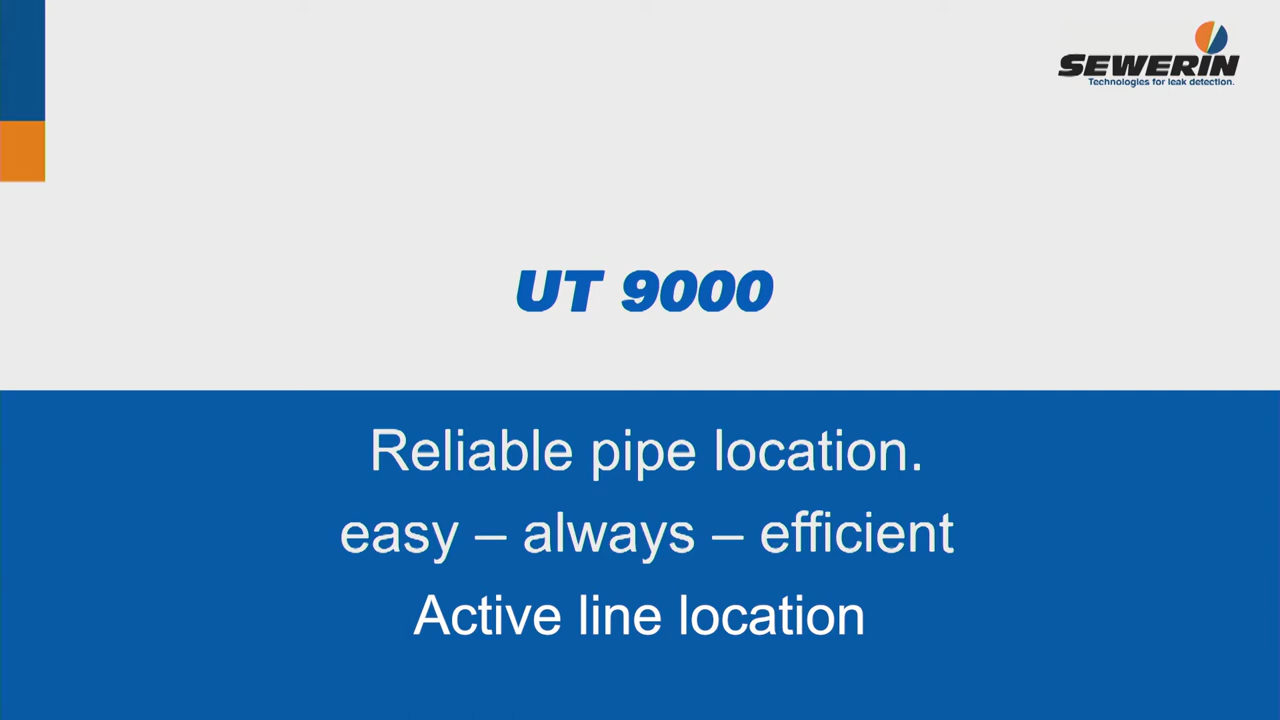 SEWERIN
Technologies for leak detection.
UT 9000
Reliable pipe location.
easy – always – efficient
Active line location